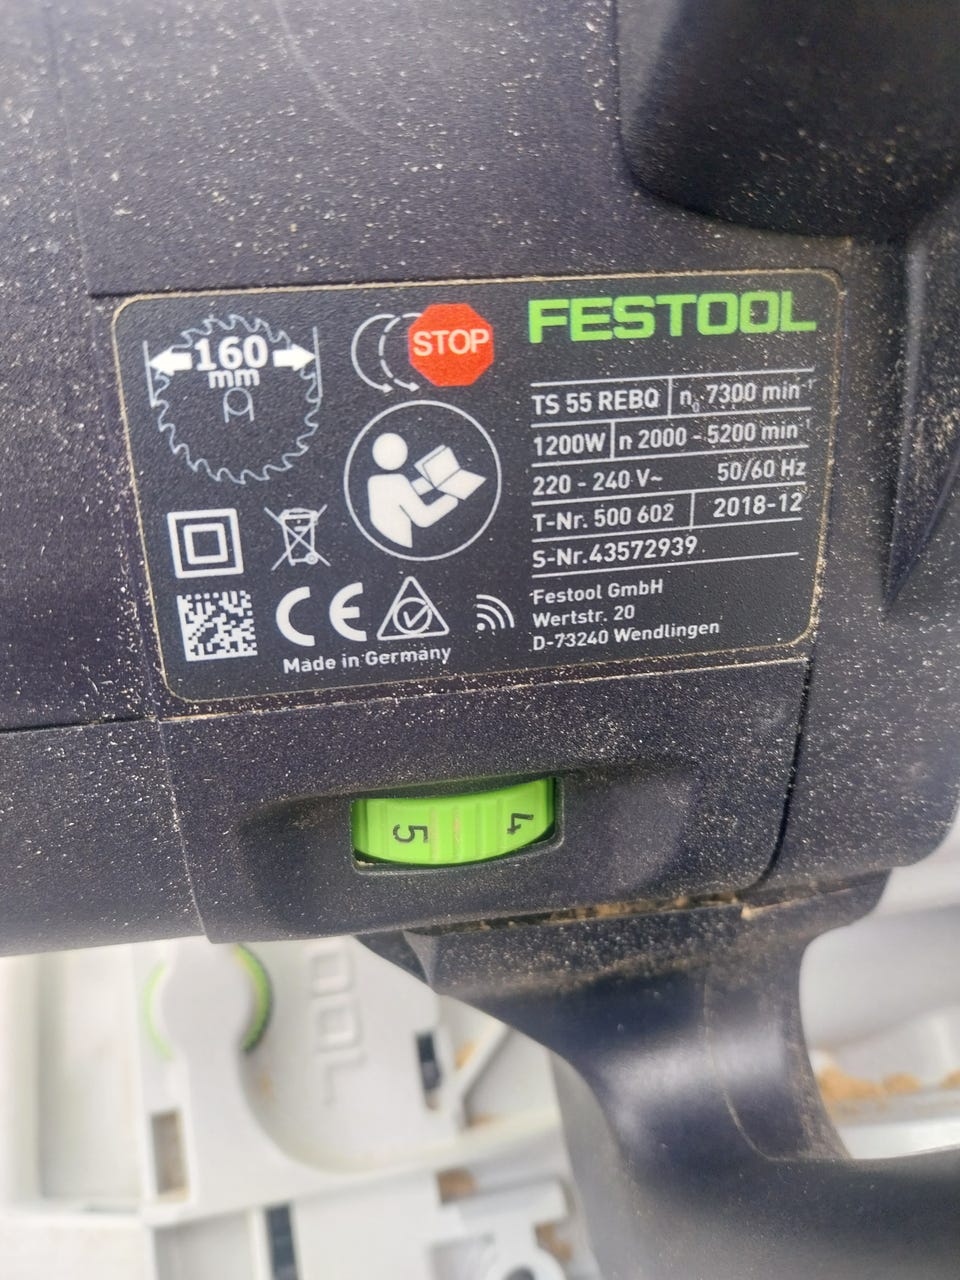 160
mm
STOP
FESTOOL
TS 55 REBQ n₀ 7300 min⁻¹
1200W n 2000 - 5200 min⁻¹
220 - 240 V~ 50/60 Hz
T-Nr. 500 602 2018-12
S-Nr.43572939
Festool GmbH
Wertstr. 20
D-73240 Wendlingen
CE
Made in Germany
5 4
OOL